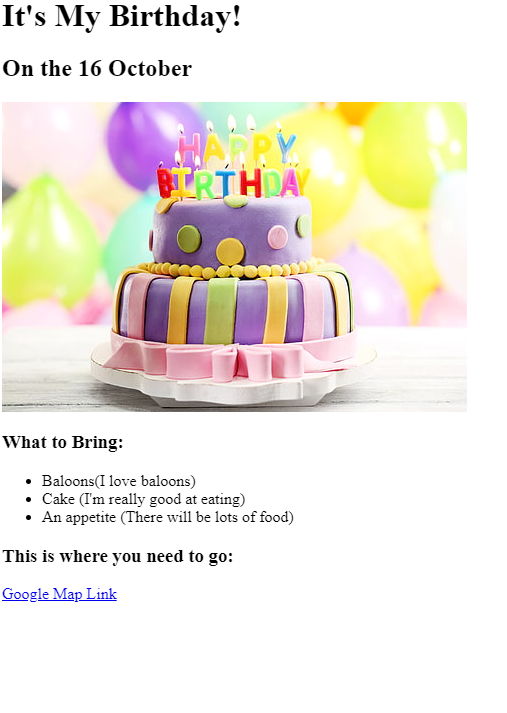 It's My Birthday!
On the 16 October
HAPPY
BIRTHDAY
What to Bring:
Baloons(I love baloons)
Cake (I'm really good at eating)
An appetite (There will be lots of food)
This is where you need to go:
Google Map Link